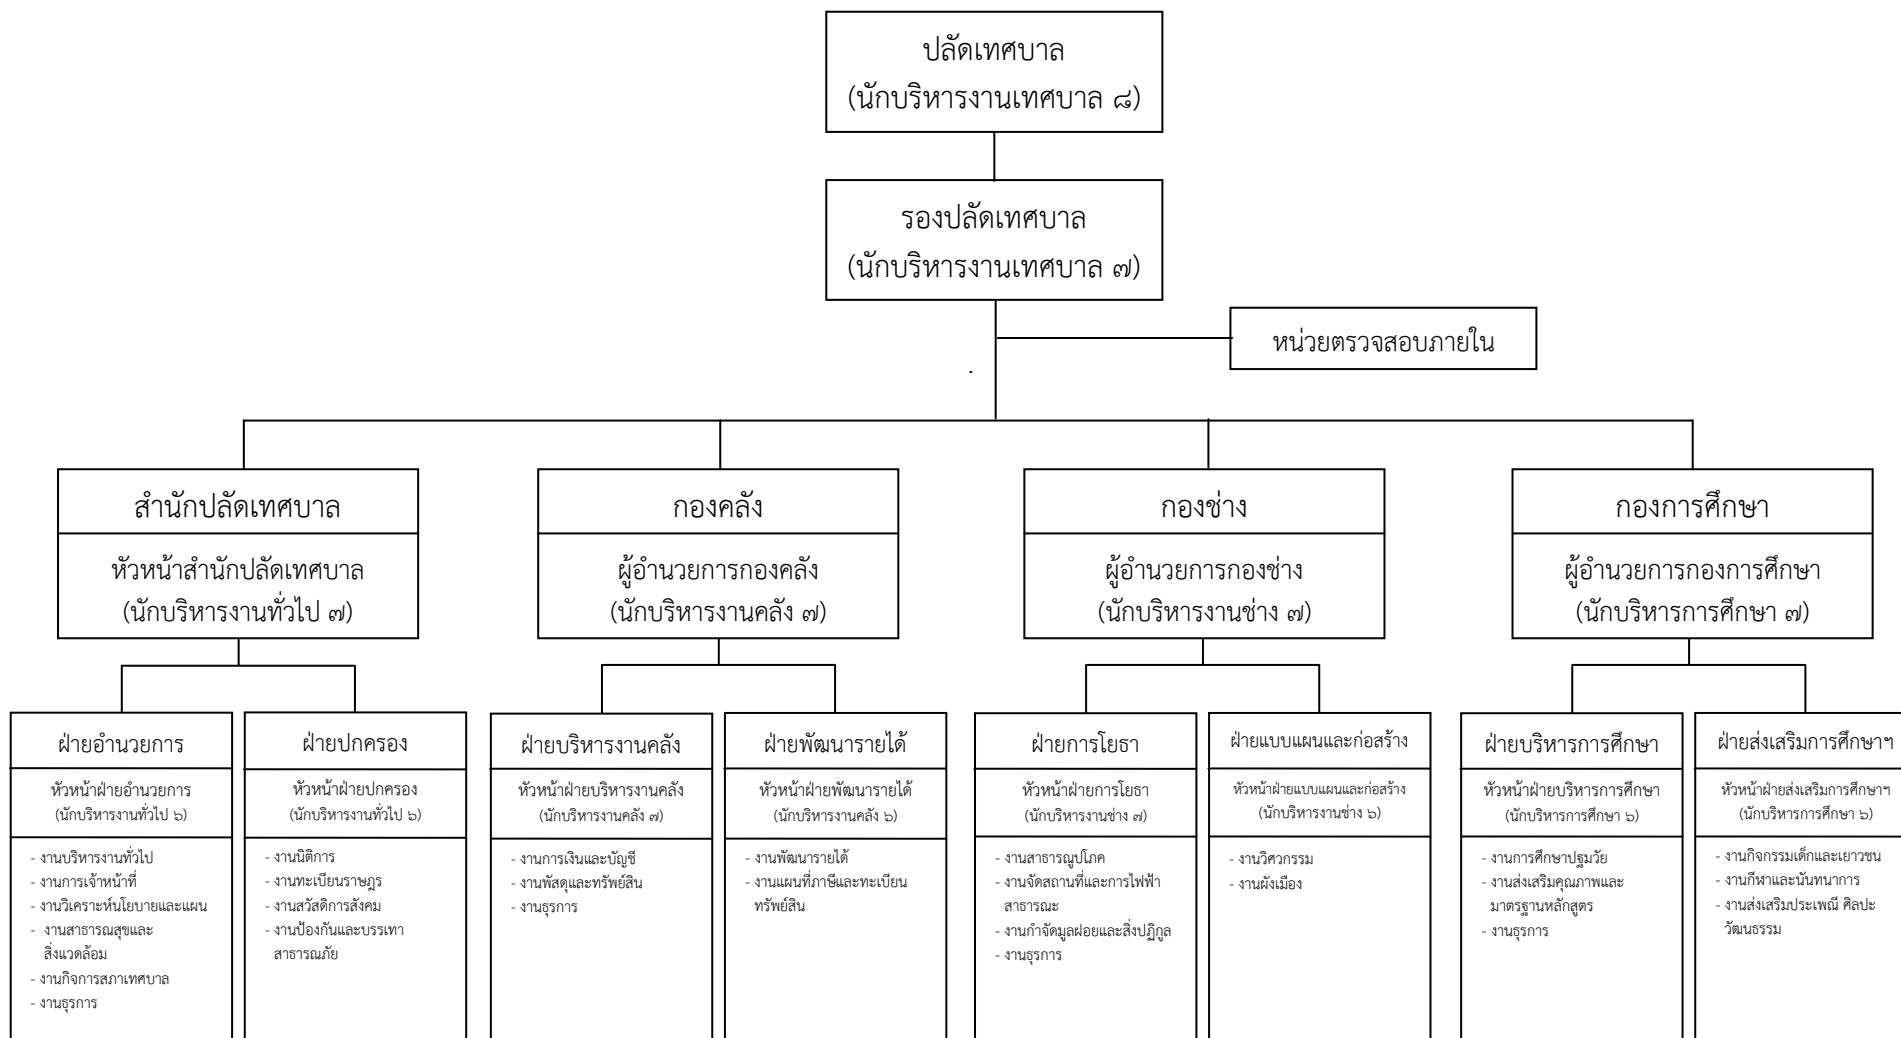 ปลัดเทศบาล
(นักบริหารงานเทศบาล ๘)
รองปลัดเทศบาล
(นักบริหารงานเทศบาล ๗)
หน่วยตรวจสอบภายใน
สำนักปลัดเทศบาล
หัวหน้าสำนักปลัดเทศบาล
(นักบริหารงานทั่วไป ๗)
กองคลัง
ผู้อำนวยการกองคลัง
(นักบริหารงานคลัง ๗)
กองช่าง
ผู้อำนวยการกองช่าง
(นักบริหารงานช่าง ๗)
กองการศึกษา
ผู้อำนวยการกองการศึกษา
(นักบริหารการศึกษา ๗)
ฝ่ายอำนวยการ
หัวหน้าฝ่ายอำนวยการ
(นักบริหารงานทั่วไป ๖)
- งานบริหารงานทั่วไป
- งานการเจ้าหน้าที่
- งานวิเคราะห์นโยบายและแผน
- งานสาธารณสุขและ
สิ่งแวดล้อม
- งานกิจการสภาเทศบาล
- งานธุรการ
ฝ่ายปกครอง
หัวหน้าฝ่ายปกครอง
(นักบริหารงานทั่วไป ๖)
- งานนิติการ
- งานทะเบียนราษฎร
- งานสวัสดิการสังคม
- งานป้องกันและบรรเทา
สาธารณภัย
ฝ่ายบริหารงานคลัง
หัวหน้าฝ่ายบริหารงานคลัง
(นักบริหารงานคลัง ๗)
- งานการเงินและบัญชี
- งานพัสดุและทรัพย์สิน
- งานธุรการ
ฝ่ายพัฒนารายได้
หัวหน้าฝ่ายพัฒนารายได้
(นักบริหารงานคลัง ๖)
- งานพัฒนารายได้
- งานแผนที่ภาษีและทะเบียน
ทรัพย์สิน
ฝ่ายการโยธา
หัวหน้าฝ่ายการโยธา
(นักบริหารงานช่าง ๗)
- งานสาธารณูปโภค
- งานจัดสถานที่และการไฟฟ้า
สาธารณะ
- งานกำจัดมูลฝอยและสิ่งปฏิกูล
- งานธุรการ
ฝ่ายแบบแผนและก่อสร้าง
หัวหน้าฝ่ายแบบแผนและก่อสร้าง
(นักบริหารงานช่าง ๖)
- งานวิศวกรรม
- งานผังเมือง
ฝ่ายบริหารการศึกษา
หัวหน้าฝ่ายบริหารการศึกษา
(นักบริหารการศึกษา ๖)
- งานการศึกษาปฐมวัย
- งานส่งเสริมคุณภาพและ
มาตรฐานหลักสูตร
- งานธุรการ
ฝ่ายส่งเสริมการศึกษาฯ
หัวหน้าฝ่ายส่งเสริมการศึกษาฯ
(นักบริหารการศึกษา ๖)
- งานกิจกรรมเด็กและเยาวชน
- งานกีฬาและนันทนาการ
- งานส่งเสริมประเพณี ศิลปะ
วัฒนธรรม